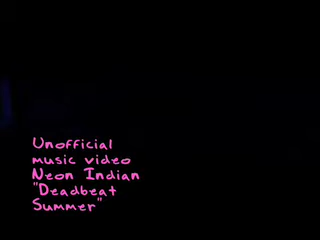 Unofficial
music video
Neon Indian
"Deadbeat
Summer"